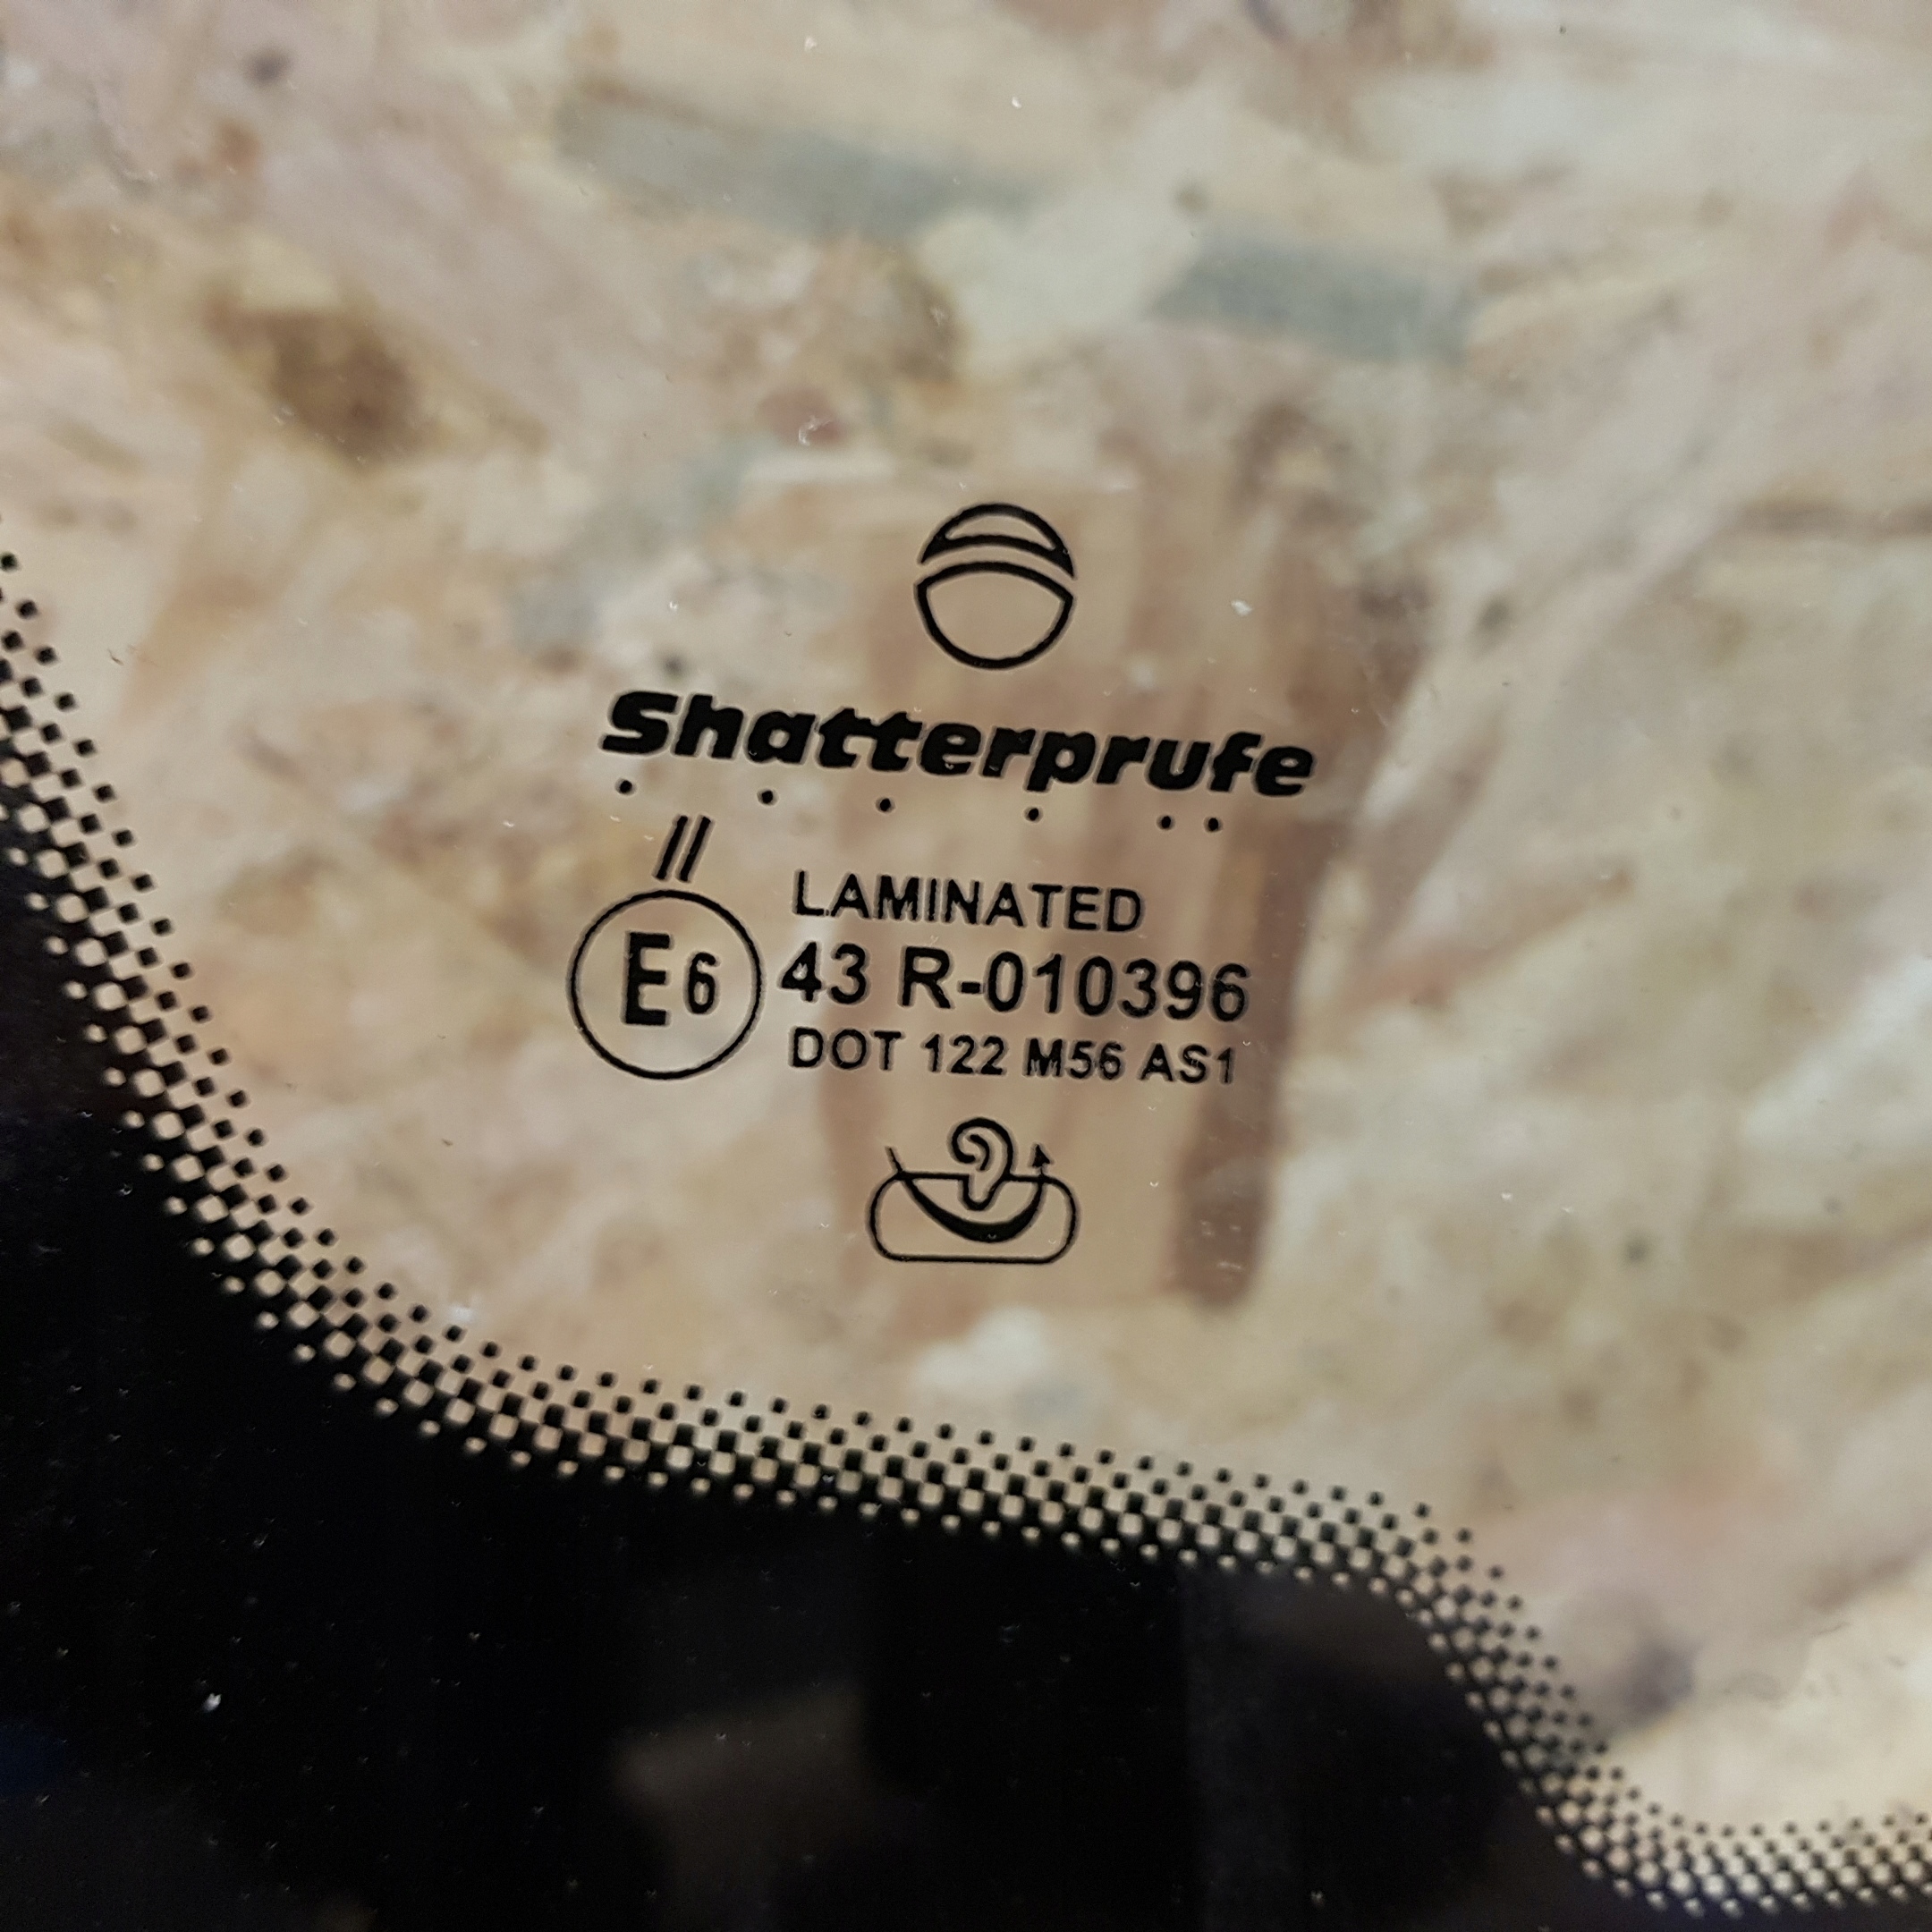 Shatterprufe
//
LAMINATED
E6 43 R-010396
DOT 122 M56 AS1